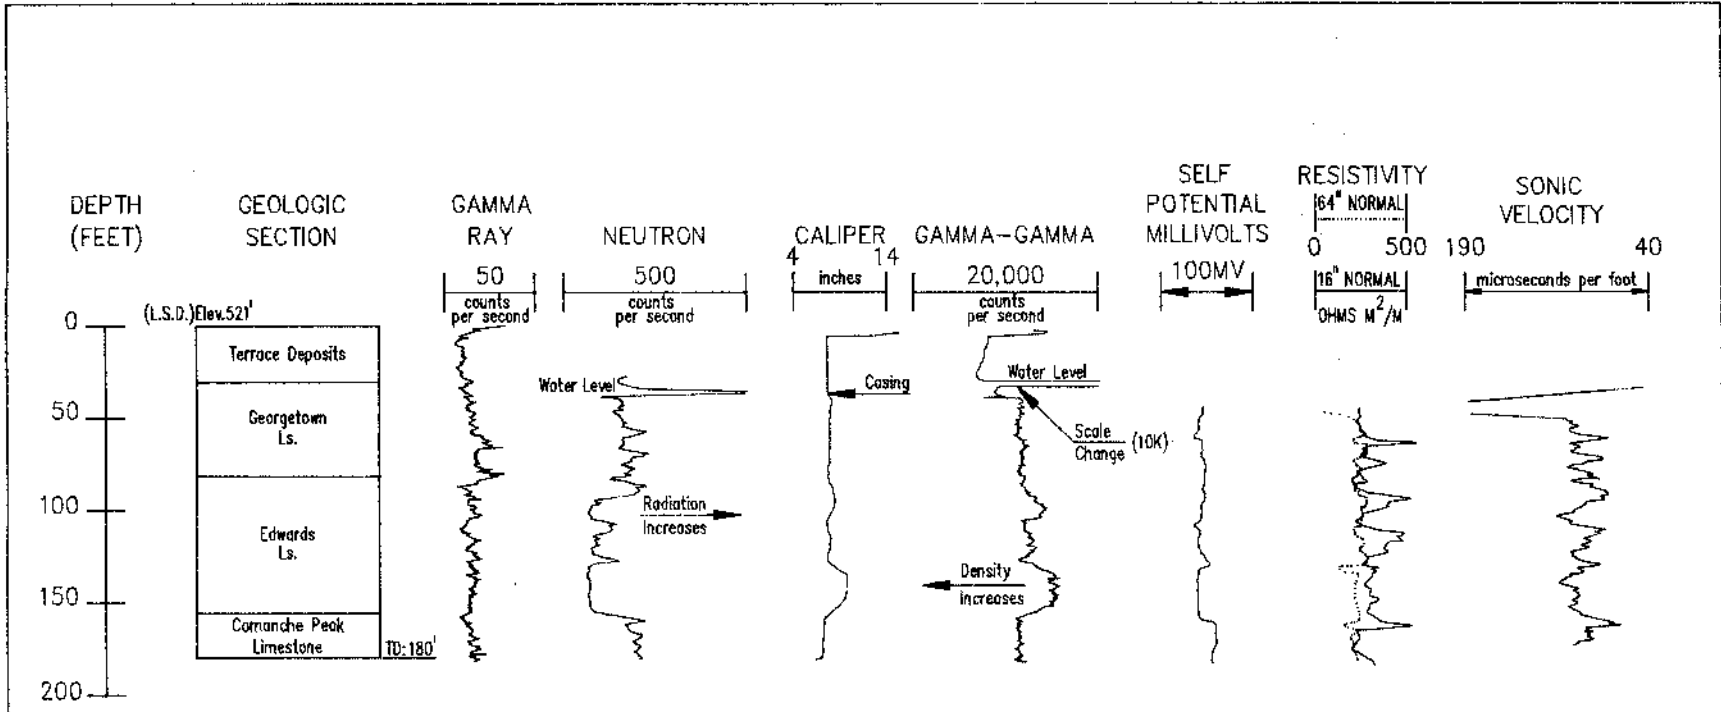 DEPTH
(FEET)
GEOLOGIC
SECTION
GAMMA
RAY
50
counts
per second
NEUTRON
500
counts
per second
CALIPER
4 14
inches
GAMMA-GAMMA
20,000
counts
per second
SELF
POTENTIAL
MILLIVOLTS
100MV
RESISTIVITY
64" NORMAL
0 500
16" NORMAL
OHMS M²/M
SONIC
VELOCITY
190 40
microseconds per foot
(L.S.D.) Elev.521'
0
50
100
150
200
Terrace Deposits
Georgetown
Ls.
Edwards
Ls.
Comanche Peak
Limestone
TD:180'
Water Level
Radiation
Increases
Casing
Water Level
Scale
Change (10K)
Density
Increases